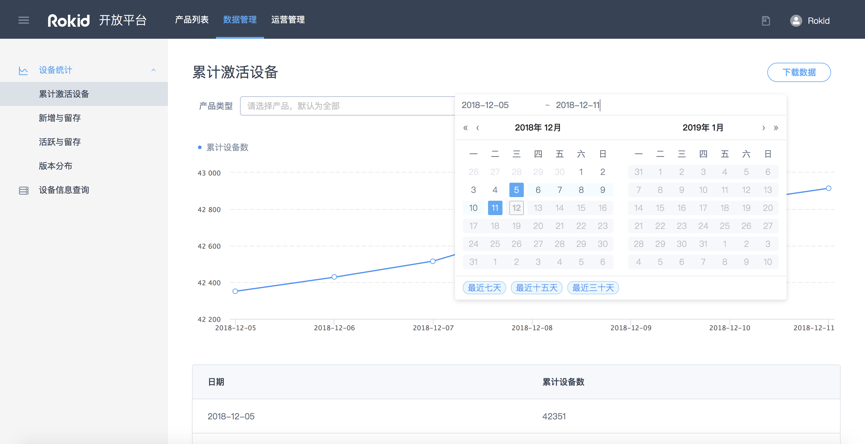 Rokid 开放平台 产品列表 数据管理 运营管理 Rokid
设备统计
累计激活设备
新增与留存
活跃与留存
版本分布
设备信息查询
累计激活设备 下载数据
产品类型 请选择产品，默认为全部 2018-12-05 ~ 2018-12-11
« ‹ 2018年 12月 2019年 1月 › »
一 二 三 四 五 六 日 一 二 三 四 五 六 日
26 27 28 29 30 1 2 31 1 2 3 4 5 6
3 4 5 6 7 8 9 7 8 9 10 11 12 13
10 11 12 13 14 15 16 14 15 16 17 18 19 20
17 18 19 20 21 22 23 21 22 23 24 25 26 27
24 25 26 27 28 29 30 28 29 30 31 1 2 3
31 1 2 3 4 5 6 4 5 6 7 8 9 10
最近七天 最近十五天 最近三十天
累计设备数
43 000
42 800
42 600
42 400
42 200
2018-12-05 2018-12-06 2018-12-07 2018-12-08 2018-12-09 2018-12-10 2018-12-11
日期 累计设备数
2018-12-05 42351